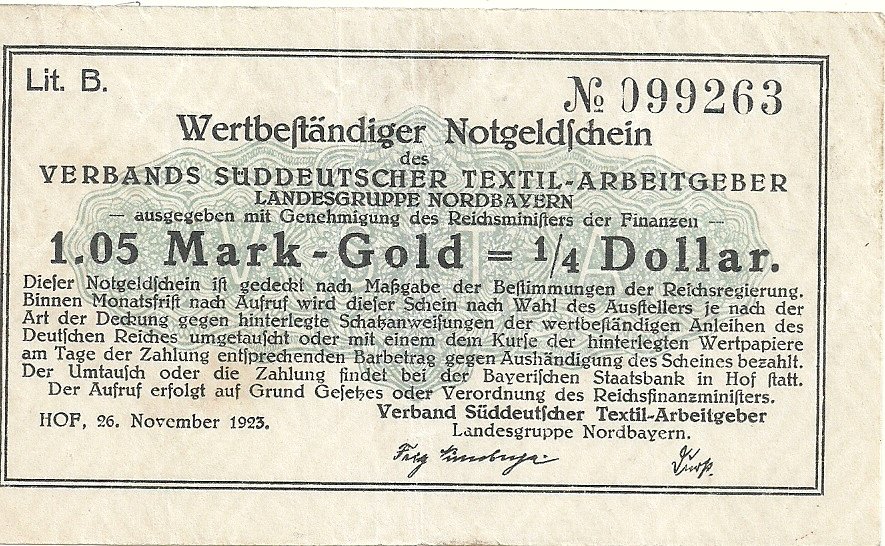 Lit. B.
№ 099263
Wertbeſtändiger Notgeldſchein
des
VERBANDS SÜDDEUTSCHER TEXTIL-ARBEITGEBER
LANDESGRUPPE NORDBAYERN
— ausgegeben mit Genehmigung des Reichsminiſters der Finanzen —
1.05 Mark-Gold = 1/4 Dollar.
Dieſer Notgeldſchein iſt gedeckt nach Maßgabe der Beſtimmungen der Reichsregierung.
Binnen Monatsfriſt nach Aufruf wird dieſer Schein nach Wahl des Ausſtellers je nach der
Art der Deckung gegen hinterlegte Schatzanweiſungen der wertbeſtändigen Anleihen des
Deutſchen Reiches umgetauſcht oder mit einem dem Kurſe der hinterlegten Wertpapiere
am Tage der Zahlung entſprechenden Barbetrag gegen Aushändigung des Scheines bezahlt.
Der Umtauſch oder die Zahlung findet bei der Bayeriſchen Staatsbank in Hof ſtatt.
Der Aufruf erfolgt auf Grund Geſetzes oder Verordnung des Reichsfinanzminiſters.
HOF, 26. November 1923.
Verband Süddeutſcher Textil-Arbeitgeber
Landesgruppe Nordbayern.